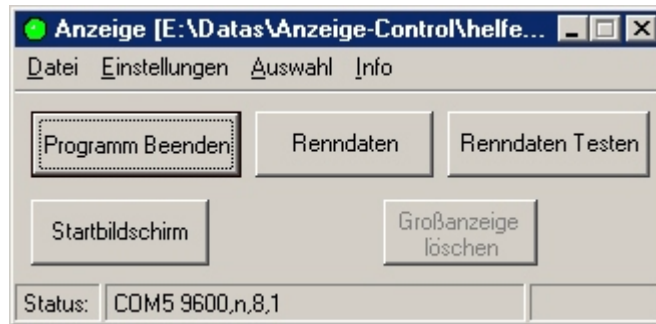 Anzeige [E:\Datas\Anzeige-Control\helfe...
Datei Einstellungen Auswahl Info
Programm Beenden Renndaten Renndaten Testen
Startbildschirm Großanzeige
löschen
Status: COM5 9600,n,8,1